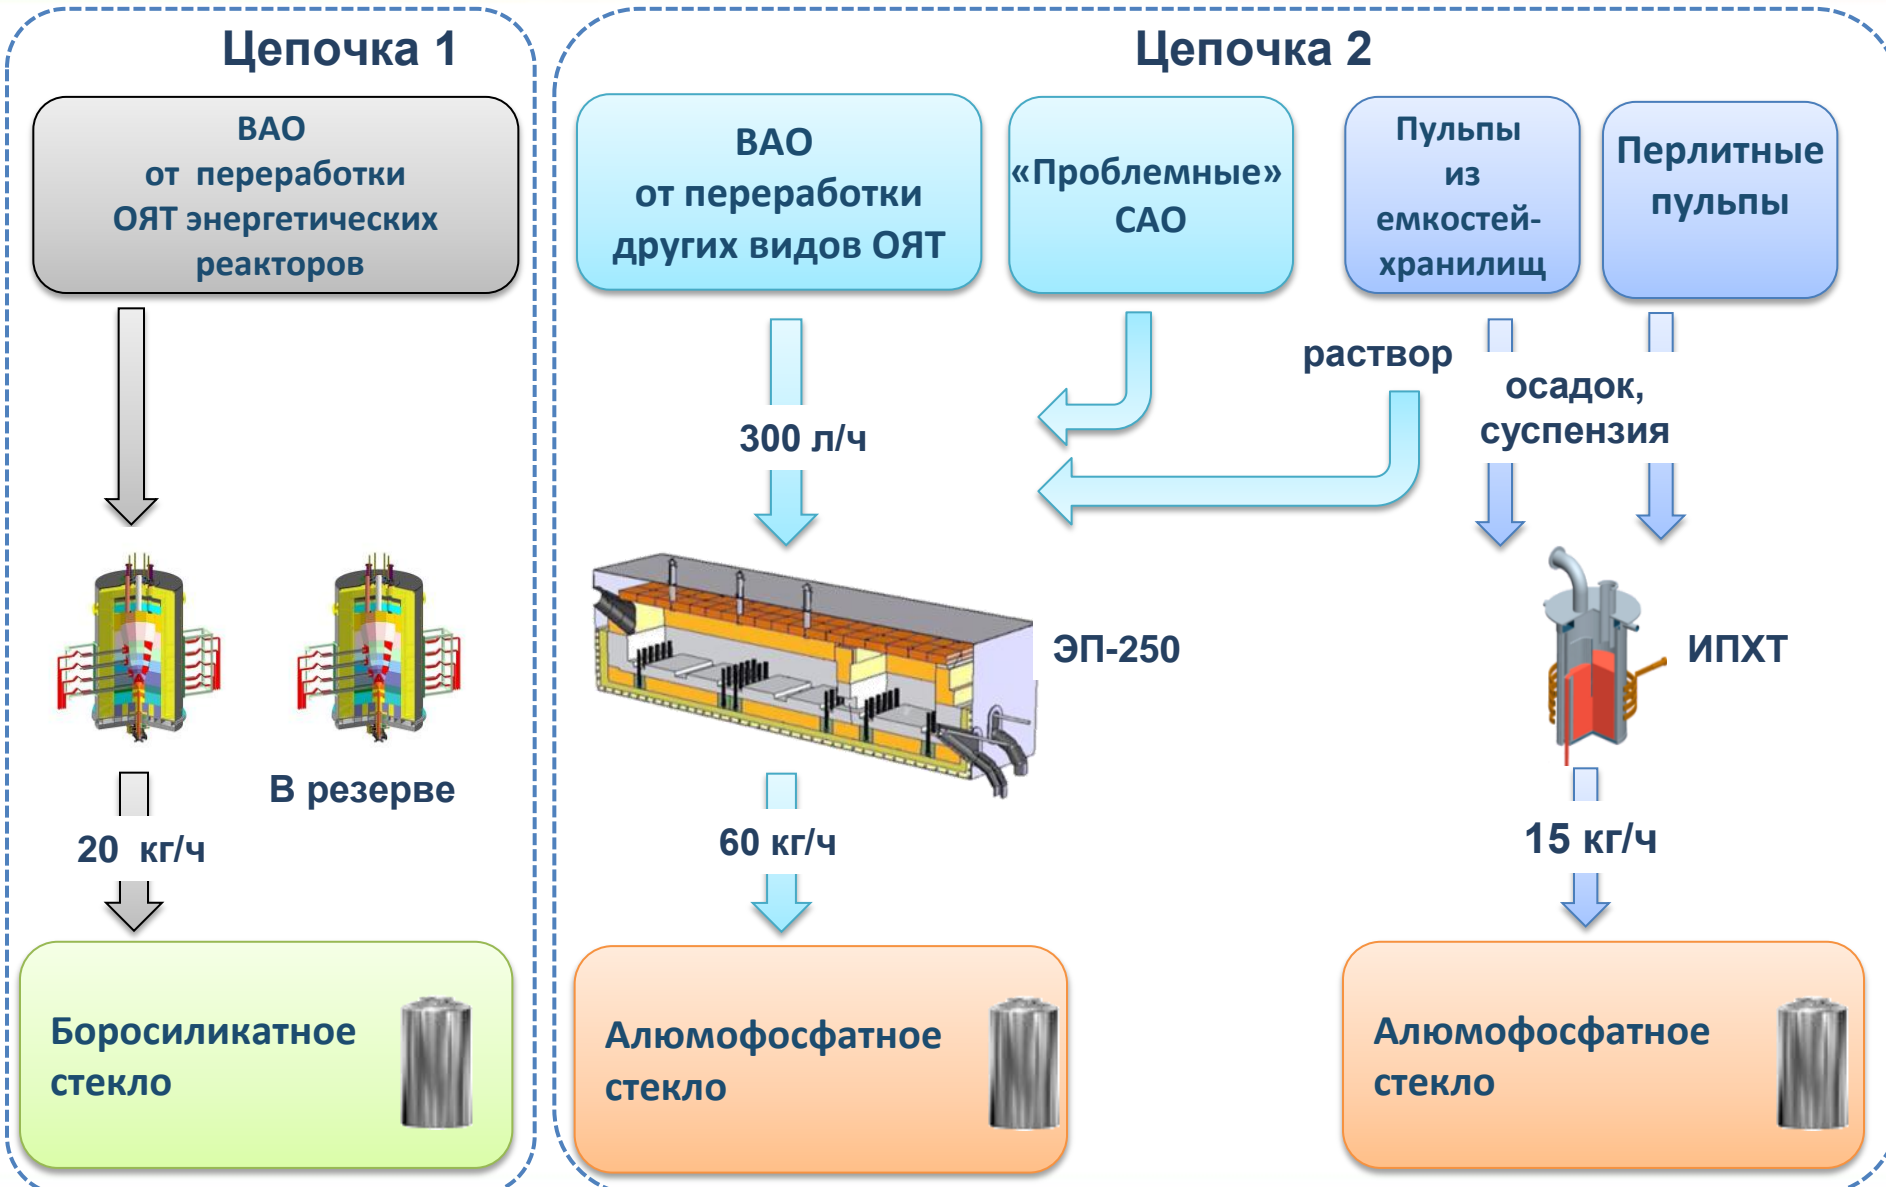 Цепочка 1
ВАО
от переработки
ОЯТ энергетических
реакторов
В резерве
20 кг/ч
Боросиликатное
стекло
Цепочка 2
ВАО
от переработки
других видов ОЯТ
«Проблемные»
САО
Пульпы
из
емкостей-
хранилищ
Перлитные
пульпы
300 л/ч
раствор
осадок,
суспензия
ЭП-250
ИПХТ
60 кг/ч
15 кг/ч
Алюмофосфатное
стекло
Алюмофосфатное
стекло